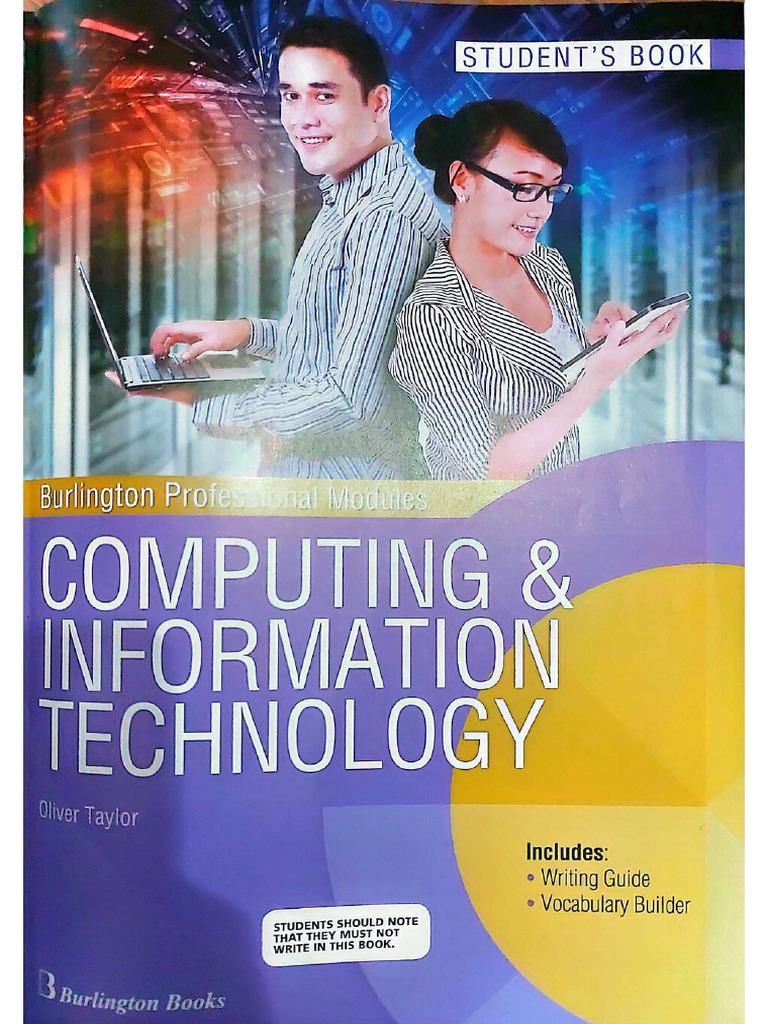 STUDENT'S BOOK
Burlington Professional Modules
COMPUTING &
INFORMATION
TECHNOLOGY
Oliver Taylor
Includes:
• Writing Guide
• Vocabulary Builder
STUDENTS SHOULD NOTE
THAT THEY MUST NOT
WRITE IN THIS BOOK.
B Burlington Books